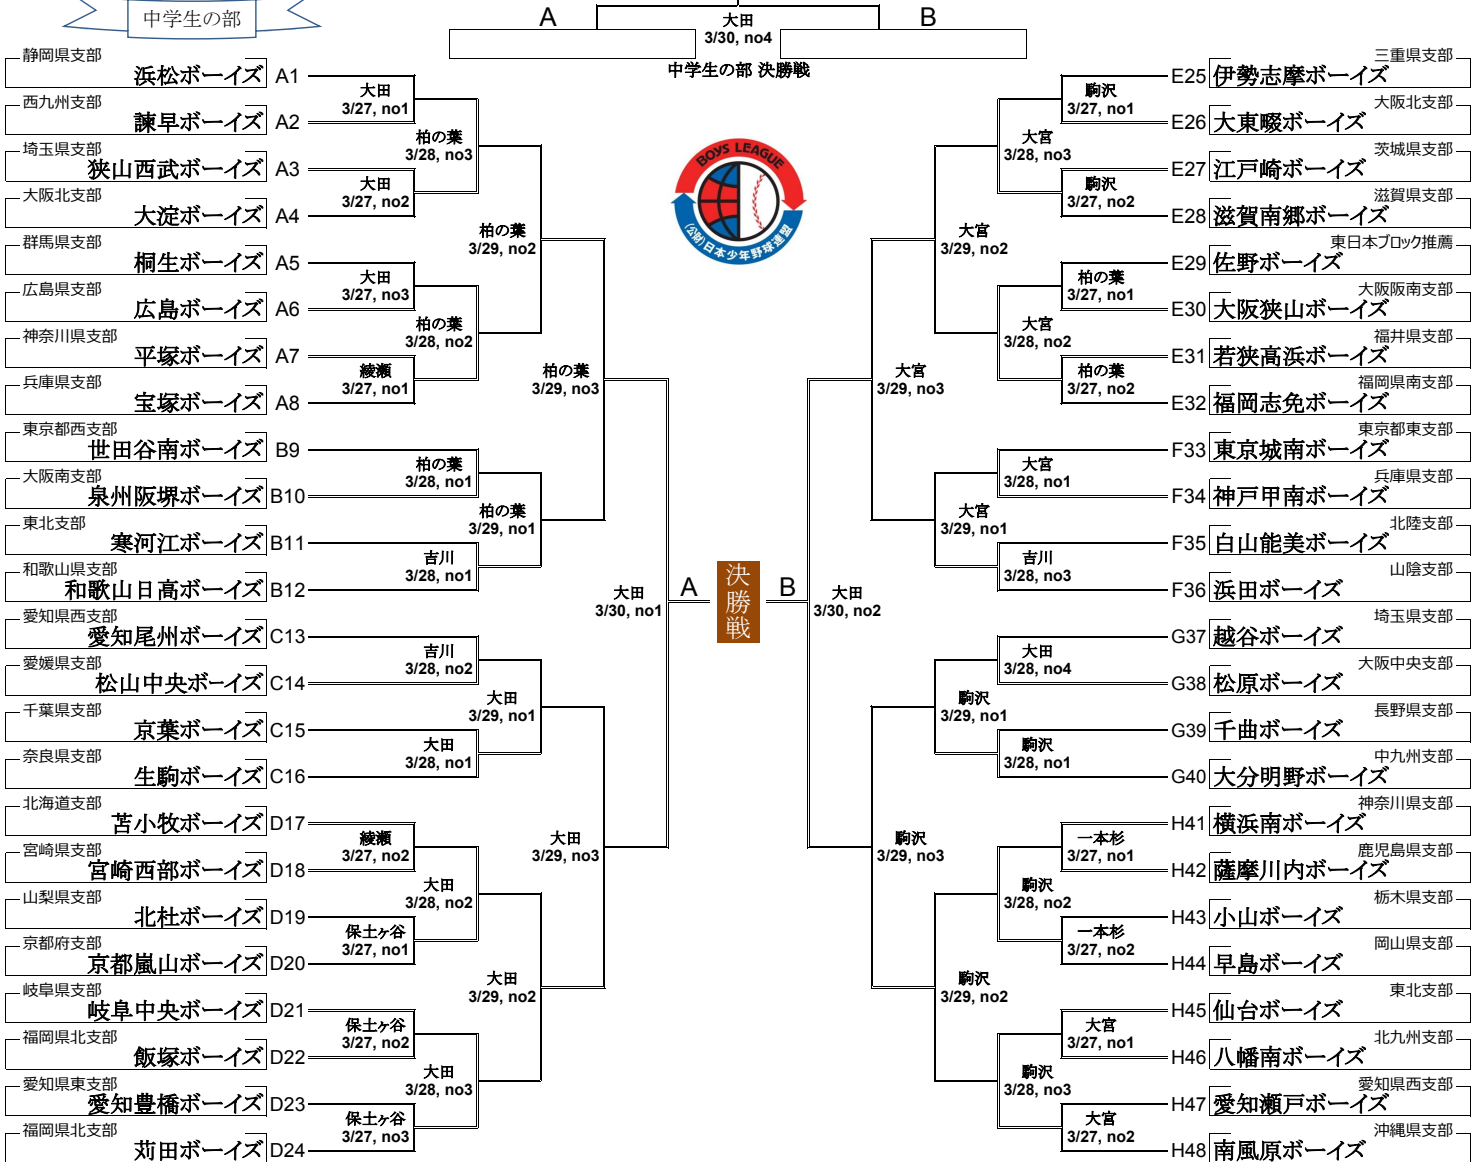 中学生の部
A
大田
3/30, no4
B
中学生の部 決勝戦
BOYS LEAGUE
(公財)日本少年野球連盟
静岡県支部
浜松ボーイズ A1
西九州支部
諫早ボーイズ A2
埼玉県支部
狭山西武ボーイズ A3
大阪北支部
大淀ボーイズ A4
群馬県支部
桐生ボーイズ A5
広島県支部
広島ボーイズ A6
神奈川県支部
平塚ボーイズ A7
兵庫県支部
宝塚ボーイズ A8
東京都西支部
世田谷南ボーイズ B9
大阪南支部
泉州阪堺ボーイズ B10
東北支部
寒河江ボーイズ B11
和歌山県支部
和歌山日高ボーイズ B12
愛知県西支部
愛知尾州ボーイズ C13
愛媛県支部
松山中央ボーイズ C14
千葉県支部
京葉ボーイズ C15
奈良県支部
生駒ボーイズ C16
北海道支部
苫小牧ボーイズ D17
宮崎県支部
宮崎西部ボーイズ D18
山梨県支部
北杜ボーイズ D19
京都府支部
京都嵐山ボーイズ D20
岐阜県支部
岐阜中央ボーイズ D21
福岡県北支部
飯塚ボーイズ D22
愛知県東支部
愛知豊橋ボーイズ D23
福岡県北支部
苅田ボーイズ D24
大田
3/27, no1
大田
3/27, no2
大田
3/27, no3
綾瀬
3/27, no1
柏の葉
3/28, no1
吉川
3/28, no1
吉川
3/28, no2
大田
3/28, no1
綾瀬
3/27, no2
保土ヶ谷
3/27, no1
保土ヶ谷
3/27, no2
保土ヶ谷
3/27, no3
柏の葉
3/28, no3
柏の葉
3/28, no2
柏の葉
3/29, no1
大田
3/29, no1
大田
3/28, no2
大田
3/28, no3
柏の葉
3/29, no2
大田
3/29, no2
柏の葉
3/29, no3
大田
3/29, no3
大田
3/30, no1
A
決勝戦
B
大田
3/30, no2
大宮
3/29, no3
駒沢
3/29, no3
大宮
3/29, no2
駒沢
3/29, no2
大宮
3/28, no3
大宮
3/28, no2
大宮
3/29, no1
駒沢
3/29, no1
駒沢
3/28, no2
駒沢
3/28, no3
駒沢
3/27, no1
駒沢
3/27, no2
柏の葉
3/27, no1
柏の葉
3/27, no2
大宮
3/28, no1
吉川
3/28, no3
大田
3/28, no4
駒沢
3/28, no1
一本杉
3/27, no1
一本杉
3/27, no2
大宮
3/27, no1
大宮
3/27, no2
三重県支部
E25 伊勢志摩ボーイズ
大阪北支部
E26 大東畷ボーイズ
茨城県支部
E27 江戸崎ボーイズ
滋賀県支部
E28 滋賀南郷ボーイズ
東日本ブロック推薦
E29 佐野ボーイズ
大阪阪南支部
E30 大阪狭山ボーイズ
福井県支部
E31 若狭高浜ボーイズ
福岡県南支部
E32 福岡志免ボーイズ
東京都東支部
F33 東京城南ボーイズ
兵庫県支部
F34 神戸甲南ボーイズ
北陸支部
F35 白山能美ボーイズ
山陰支部
F36 浜田ボーイズ
埼玉県支部
G37 越谷ボーイズ
大阪中央支部
G38 松原ボーイズ
長野県支部
G39 千曲ボーイズ
中九州支部
G40 大分明野ボーイズ
神奈川県支部
H41 横浜南ボーイズ
鹿児島県支部
H42 薩摩川内ボーイズ
栃木県支部
H43 小山ボーイズ
岡山県支部
H44 早島ボーイズ
東北支部
H45 仙台ボーイズ
北九州支部
H46 八幡南ボーイズ
愛知県西支部
H47 愛知瀬戸ボーイズ
沖縄県支部
H48 南風原ボーイズ